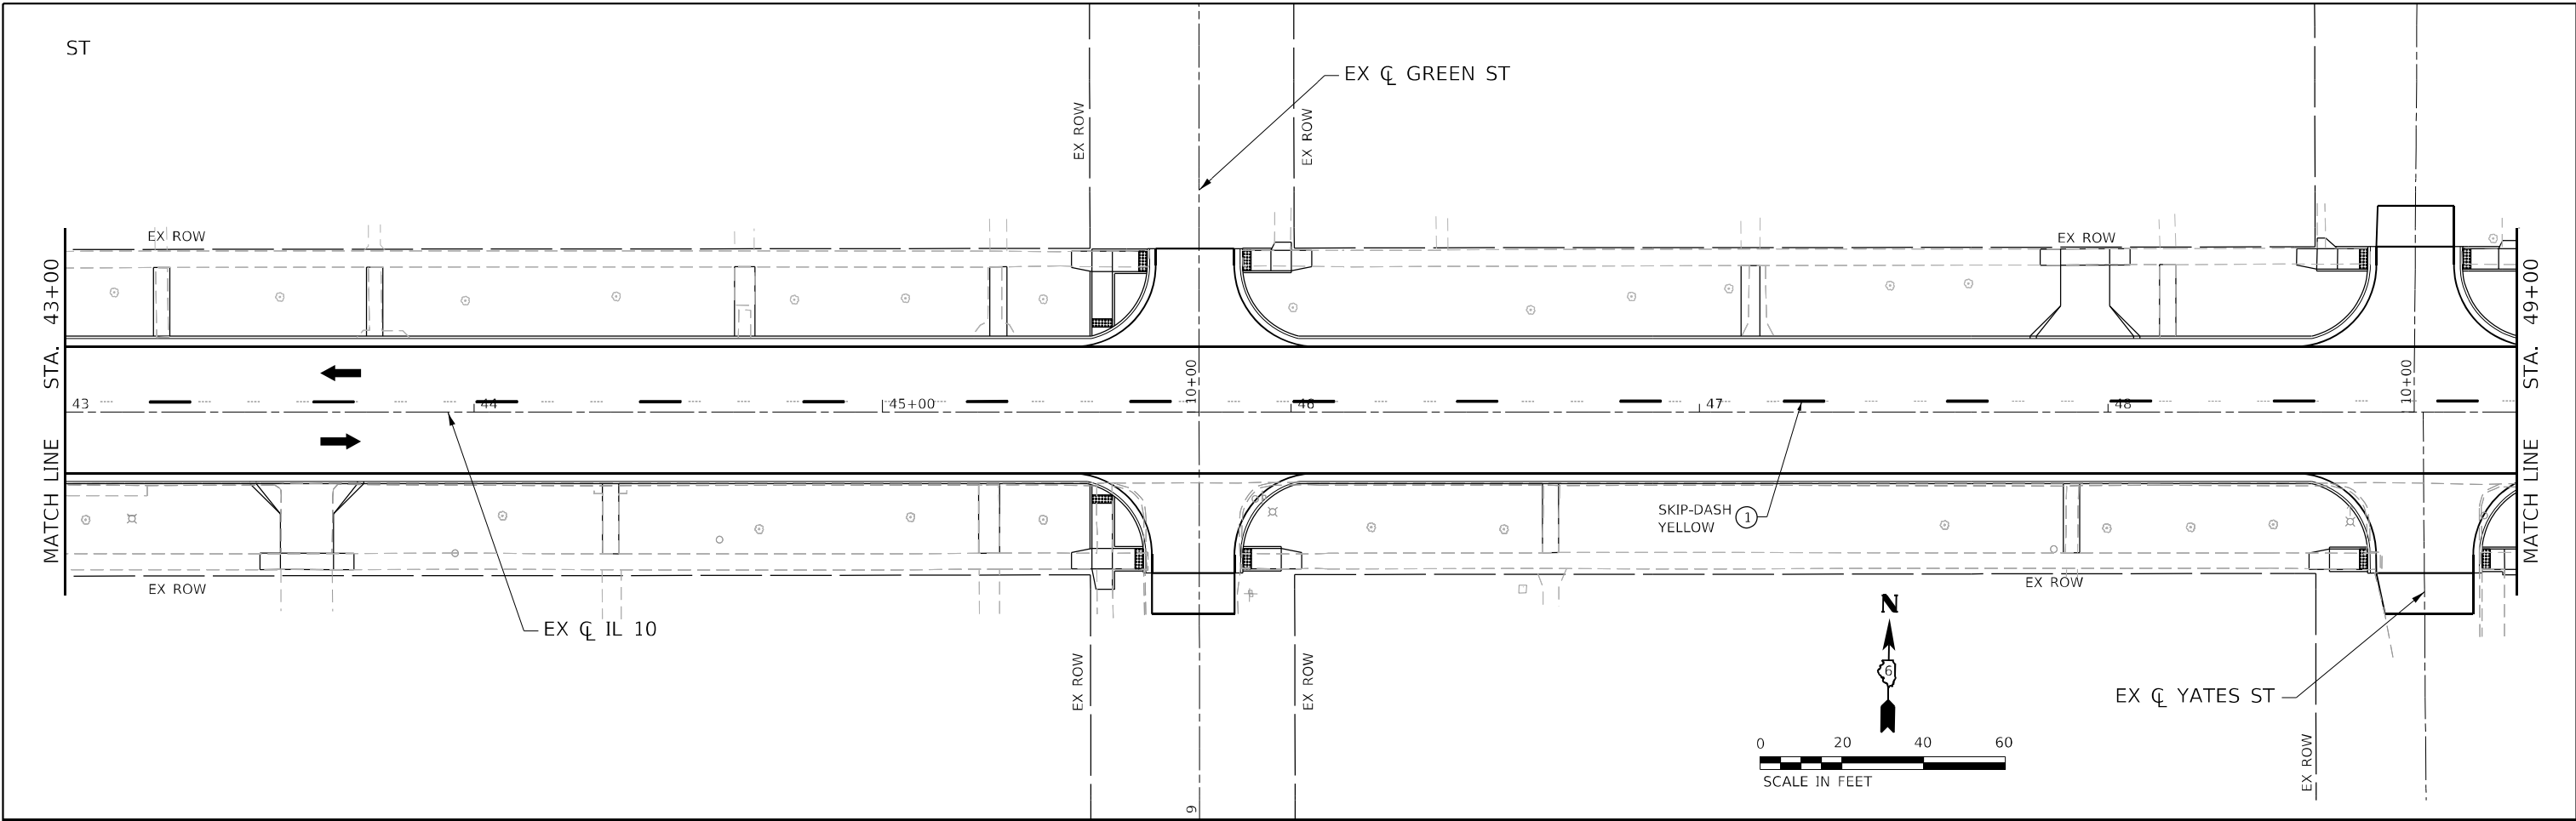 ST
EX ℄ GREEN ST
EX ROW
EX ROW
EX ROW
EX ROW
MATCH LINE STA. 43+00
MATCH LINE STA. 49+00
10+00
10+00
43
44
45+00
46
47
48
SKIP-DASH
YELLOW
1
EX ROW
EX ROW
EX ℄ IL 10
N
6
EX ROW
EX ROW
EX ℄ YATES ST
EX ROW
0 20 40 60
SCALE IN FEET
9